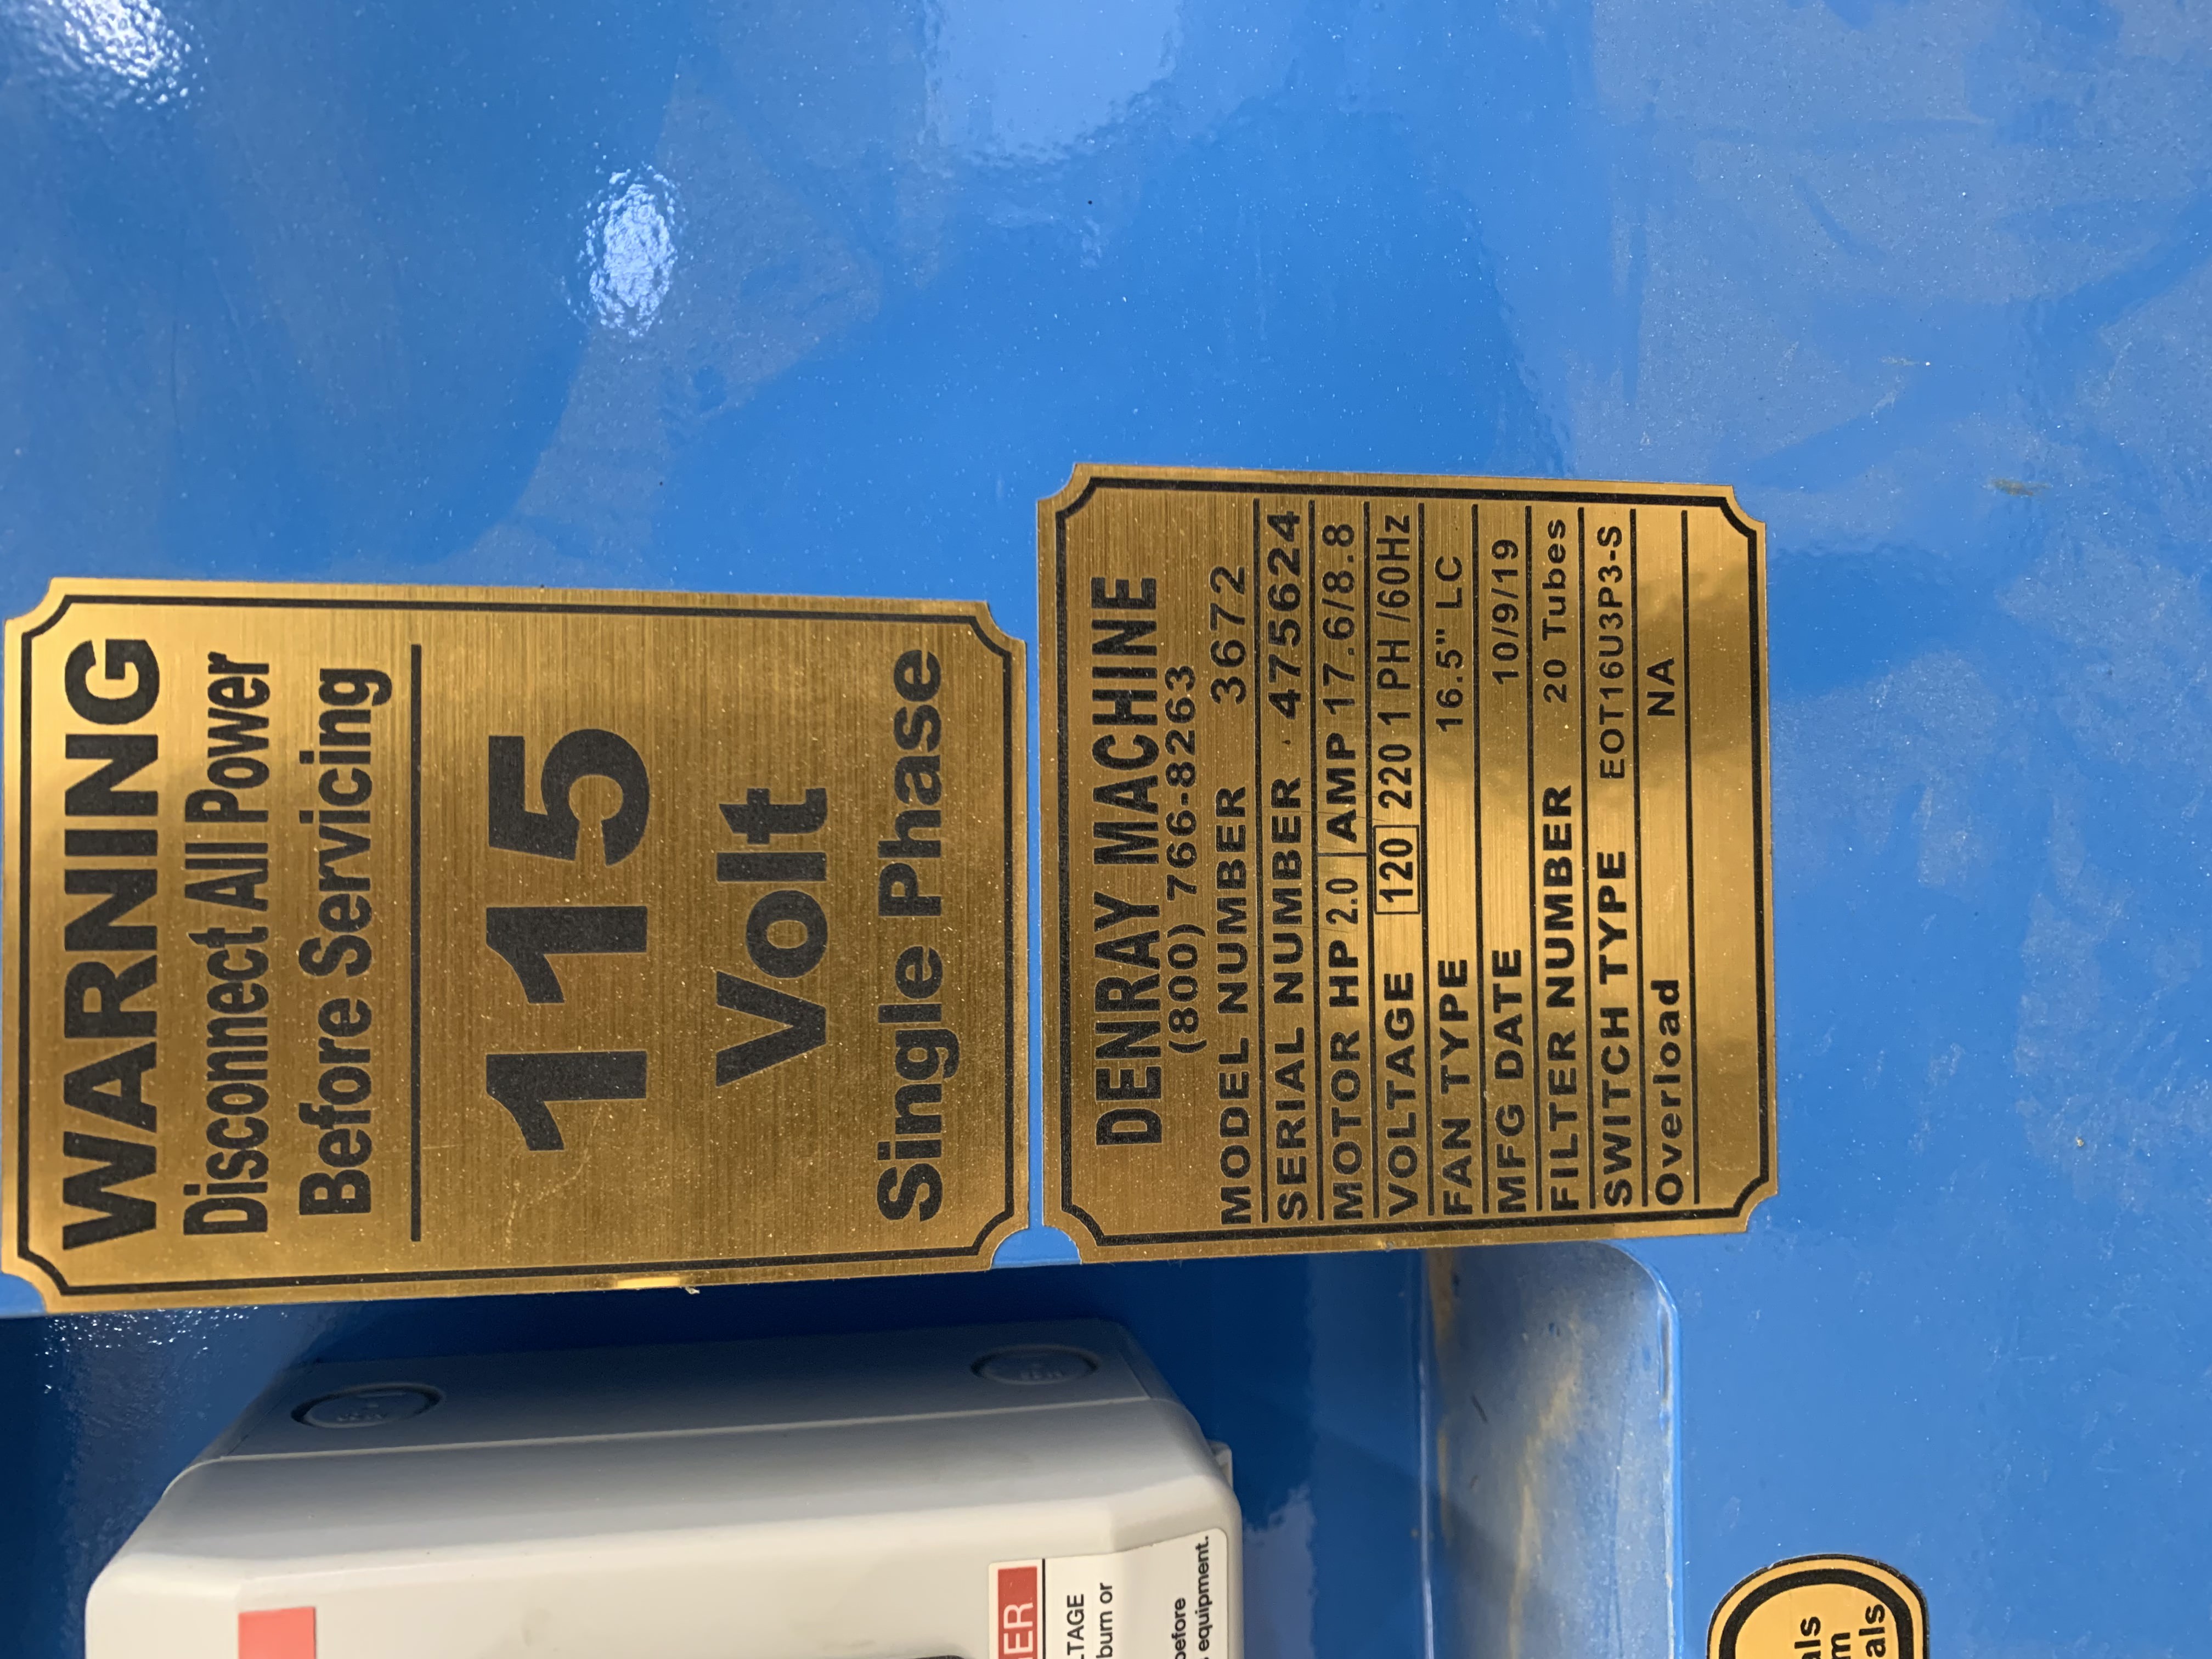 WARNING
Disconnect All Power
Before Servicing
115
Volt
Single Phase
DENRAY MACHINE
(800) 766-8263
MODEL NUMBER 3672
SERIAL NUMBER 475624
MOTOR HP 2.0 AMP 17.6/8.8
VOLTAGE 120 220 1 PH /60Hz
FAN TYPE 16.5" LC
MFG DATE 10/9/19
FILTER NUMBER 20 Tubes
SWITCH TYPE EOT16U3P3-S
Overload NA
ER
LTAGE
burn or
before
equipment.
als
m
als